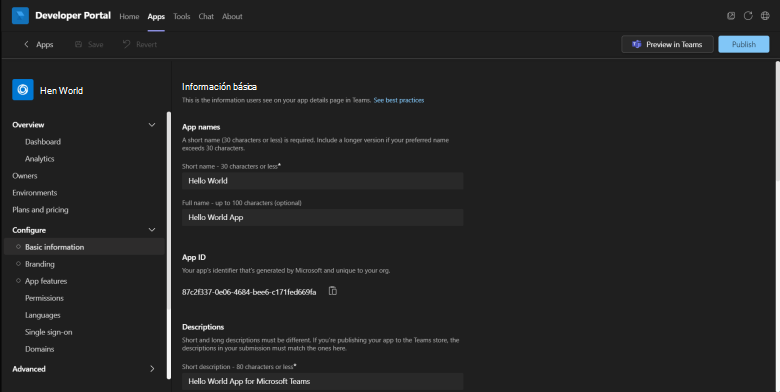 Developer Portal Home Apps Tools Chat About
Apps Save Revert Preview in Teams Publish
Hen World
Overview
Dashboard
Analytics
Owners
Environments
Plans and pricing
Configure
Basic information
Branding
App features
Permissions
Languages
Single sign-on
Domains
Advanced
Información básica
This is the information users see on your app details page in Teams. See best practices
App names
A short name (30 characters or less) is required. Include a longer version if your preferred name
exceeds 30 characters.
Short name - 30 characters or less*
Hello World
Full name - up to 100 characters (optional)
Hello World App
App ID
Your app's identifier that's generated by Microsoft and unique to your org.
87c2f337-0e06-4684-bee6-c171fed669fa
Descriptions
Short and long descriptions must be different. If you're publishing your app to the Teams store, the
descriptions in your submission must match the ones here.
Short description - 80 characters or less*
Hello World App for Microsoft Teams